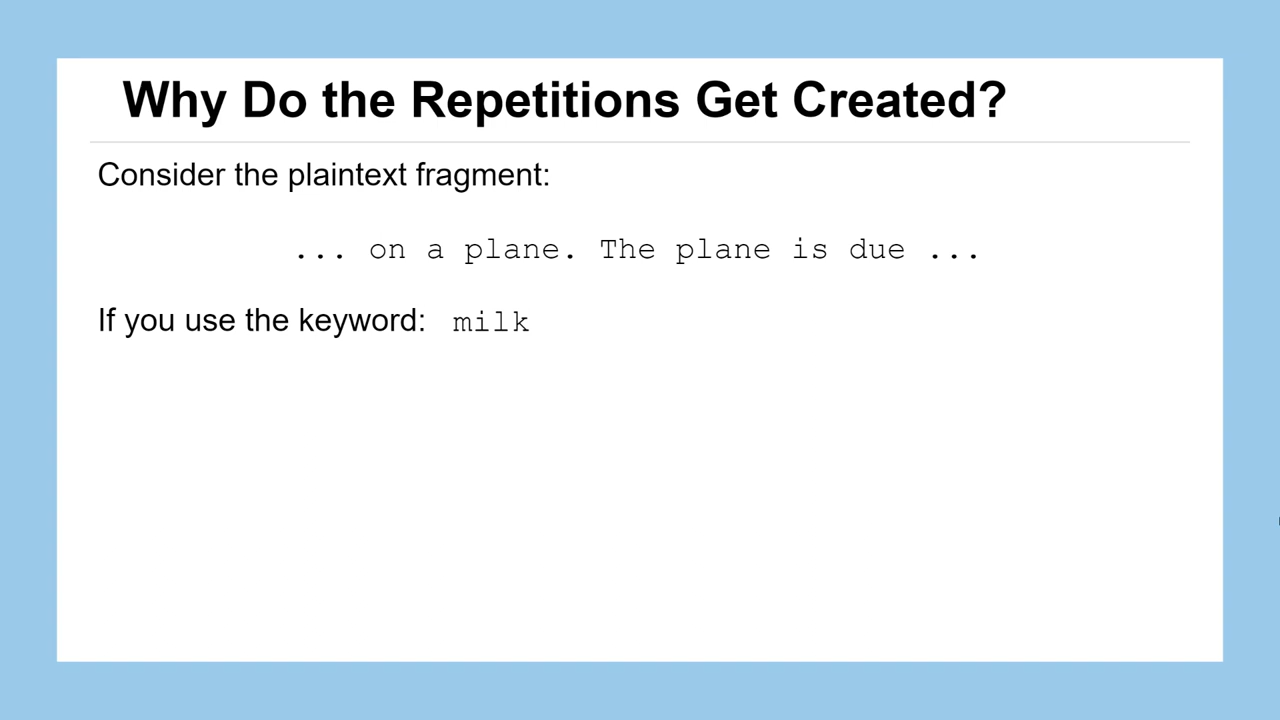 Why Do the Repetitions Get Created?
Consider the plaintext fragment:
... on a plane. The plane is due ...
If you use the keyword: milk